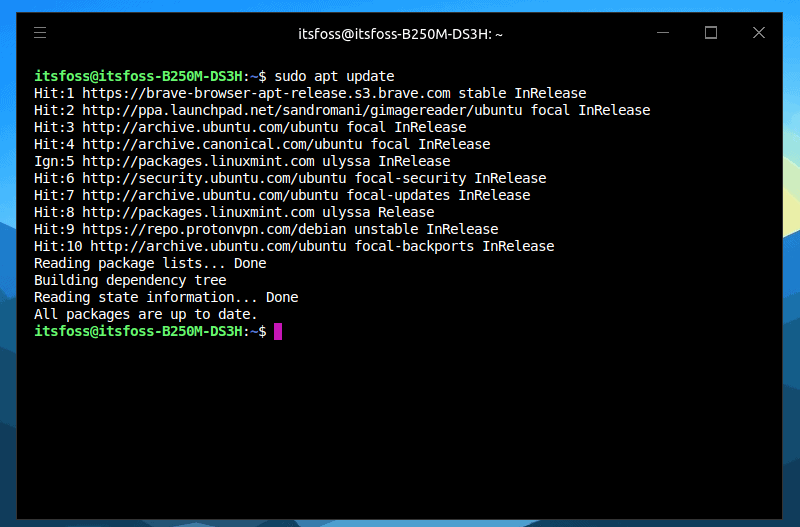 itsfoss@itsfoss-B250M-DS3H: ~
itsfoss@itsfoss-B250M-DS3H:~$ sudo apt update
Hit:1 https://brave-browser-apt-release.s3.brave.com stable InRelease
Hit:2 http://ppa.launchpad.net/sandromani/gimagereader/ubuntu focal InRelease
Hit:3 http://archive.ubuntu.com/ubuntu focal InRelease
Hit:4 http://archive.canonical.com/ubuntu focal InRelease
Ign:5 http://packages.linuxmint.com ulyssa InRelease
Hit:6 http://security.ubuntu.com/ubuntu focal-security InRelease
Hit:7 http://archive.ubuntu.com/ubuntu focal-updates InRelease
Hit:8 http://packages.linuxmint.com ulyssa Release
Hit:9 https://repo.protonvpn.com/debian unstable InRelease
Hit:10 http://archive.ubuntu.com/ubuntu focal-backports InRelease
Reading package lists... Done
Building dependency tree
Reading state information... Done
All packages are up to date.
itsfoss@itsfoss-B250M-DS3H:~$